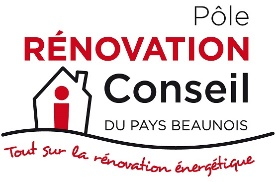 Pôle
RÉNOVATION
Conseil
DU PAYS BEAUNOIS
Tout sur la rénovation énergétique